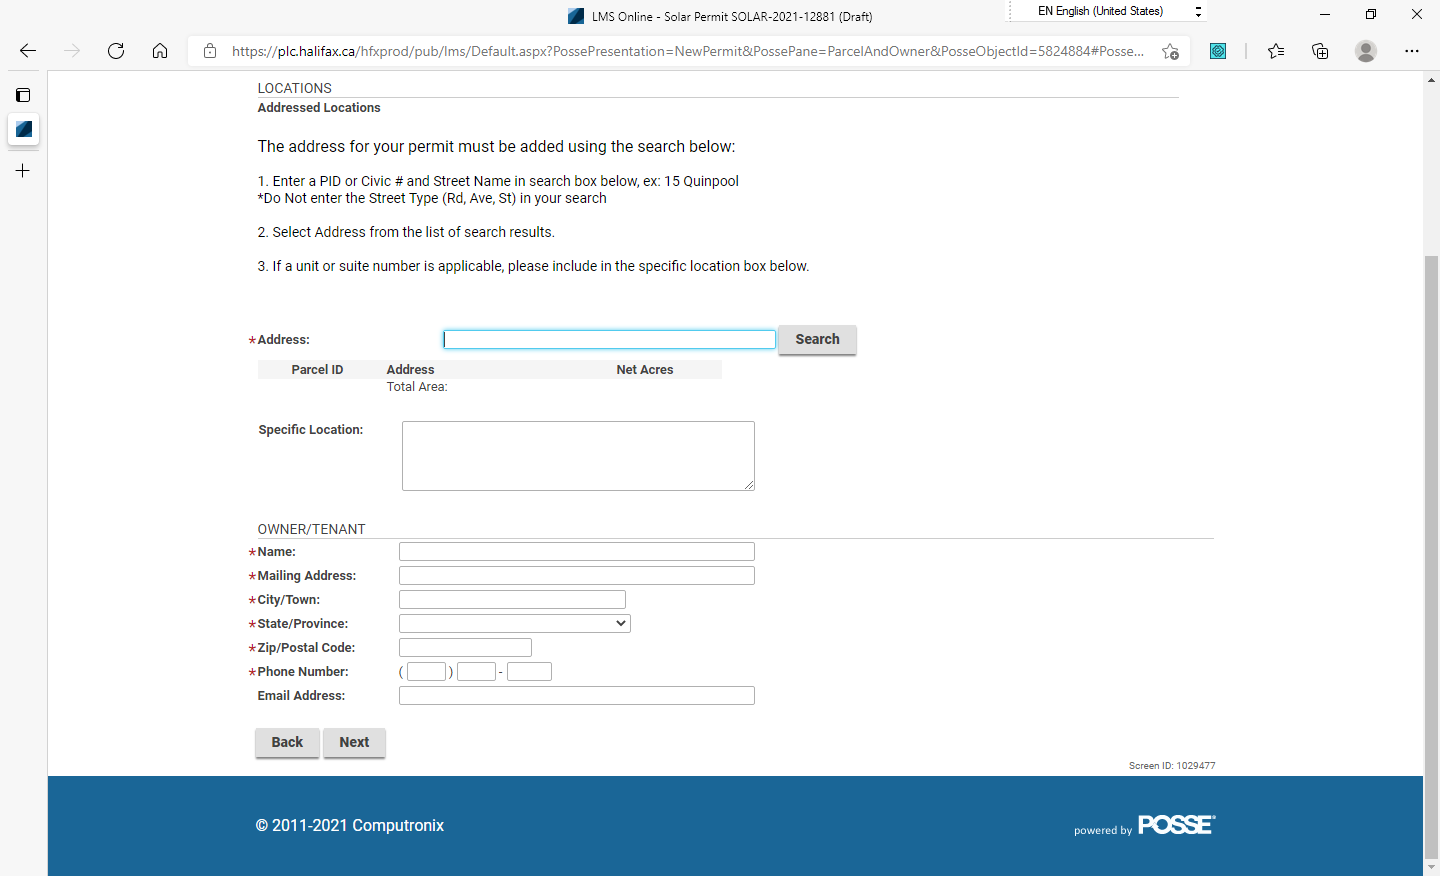 LMS Online - Solar Permit SOLAR-2021-12881 (Draft)
EN English (United States)
https://plc.halifax.ca/hfxprod/pub/lms/Default.aspx?PossePresentation=NewPermit&PossePane=ParcelAndOwner&PosseObjectId=5824884#Posse...
LOCATIONS
Addressed Locations
The address for your permit must be added using the search below:
1. Enter a PID or Civic # and Street Name in search box below, ex: 15 Quinpool
*Do Not enter the Street Type (Rd, Ave, St) in your search
2. Select Address from the list of search results.
3. If a unit or suite number is applicable, please include in the specific location box below.
*Address: Search
Parcel ID Address Net Acres
Total Area:
Specific Location:
OWNER/TENANT
*Name:
*Mailing Address:
*City/Town:
*State/Province:
*Zip/Postal Code:
*Phone Number: ( ) -
Email Address:
Back Next
Screen ID: 1029477
© 2011-2021 Computronix
powered by POSSE®